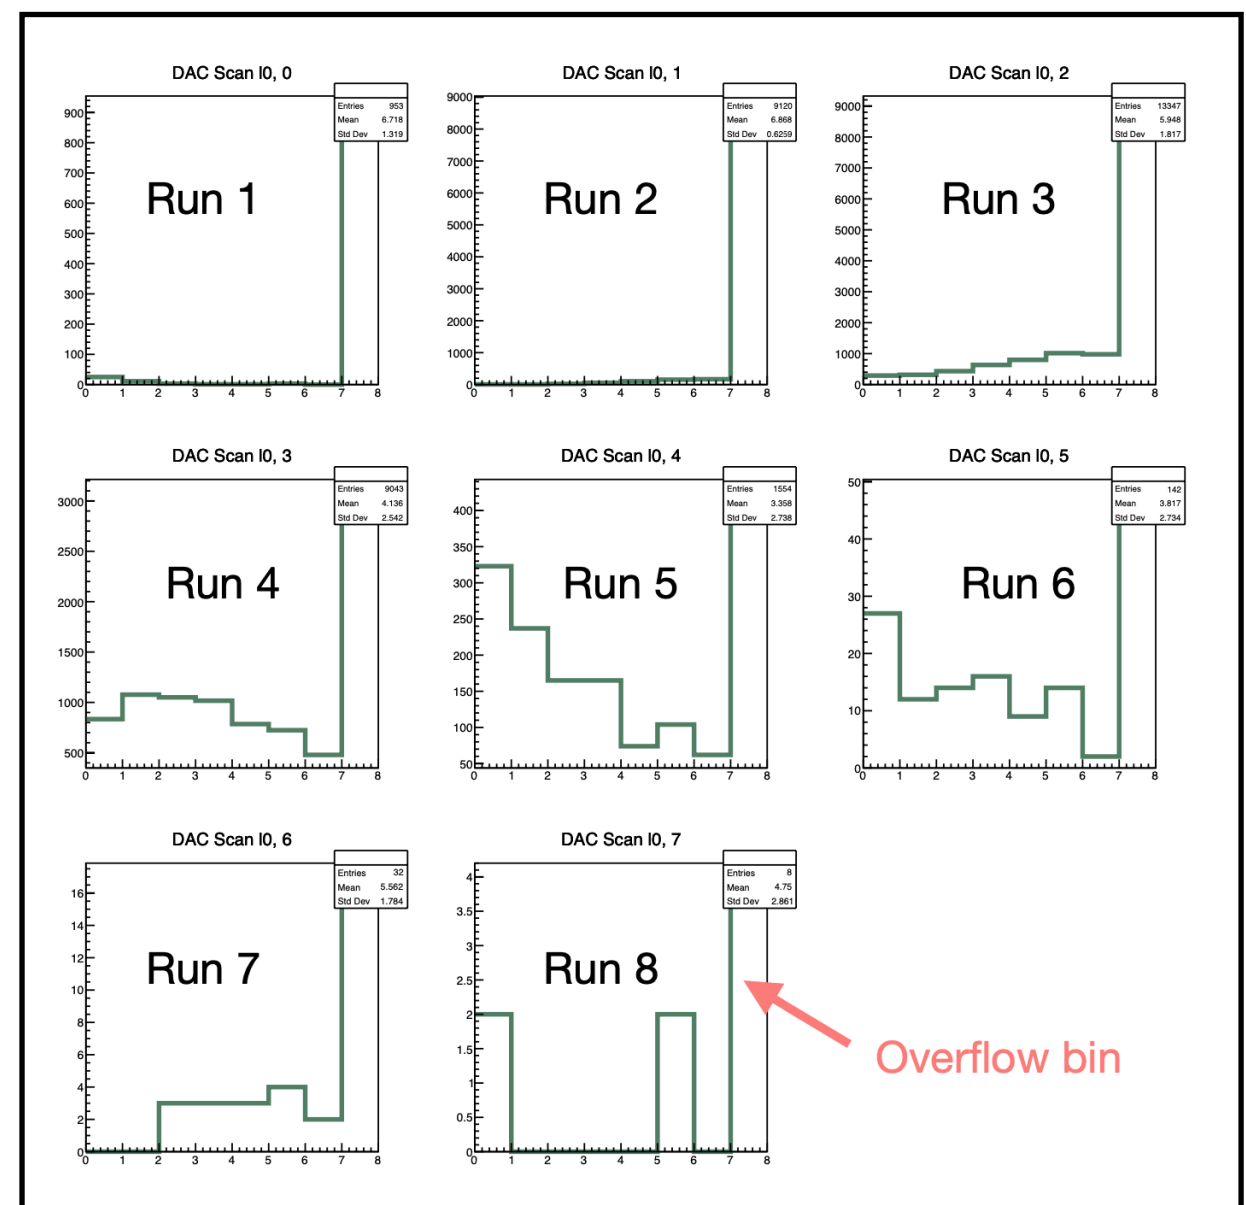 DAC Scan l0, 0
Entries 953
Mean 6.718
Std Dev 1.319
900
800
700
600
500
400
300
200
100
0
0 1 2 3 4 5 6 7 8
Run 1
DAC Scan l0, 1
Entries 9120
Mean 6.868
Std Dev 0.6259
9000
8000
7000
6000
5000
4000
3000
2000
1000
0
0 1 2 3 4 5 6 7 8
Run 2
DAC Scan l0, 2
Entries 13347
Mean 5.948
Std Dev 1.817
9000
8000
7000
6000
5000
4000
3000
2000
1000
0
0 1 2 3 4 5 6 7 8
Run 3
DAC Scan l0, 3
Entries 9043
Mean 4.136
Std Dev 2.542
3000
2500
2000
1500
1000
500
0 1 2 3 4 5 6 7 8
Run 4
DAC Scan l0, 4
Entries 1554
Mean 3.358
Std Dev 2.738
400
350
300
250
200
150
100
50
0 1 2 3 4 5 6 7 8
Run 5
DAC Scan l0, 5
Entries 142
Mean 3.817
Std Dev 2.734
50
40
30
20
10
0
0 1 2 3 4 5 6 7 8
Run 6
DAC Scan l0, 6
Entries 32
Mean 5.562
Std Dev 1.784
16
14
12
10
8
6
4
2
0
0 1 2 3 4 5 6 7 8
Run 7
DAC Scan l0, 7
Entries 8
Mean 4.75
Std Dev 2.861
4
3.5
3
2.5
2
1.5
1
0.5
0
0 1 2 3 4 5 6 7 8
Run 8
Overflow bin